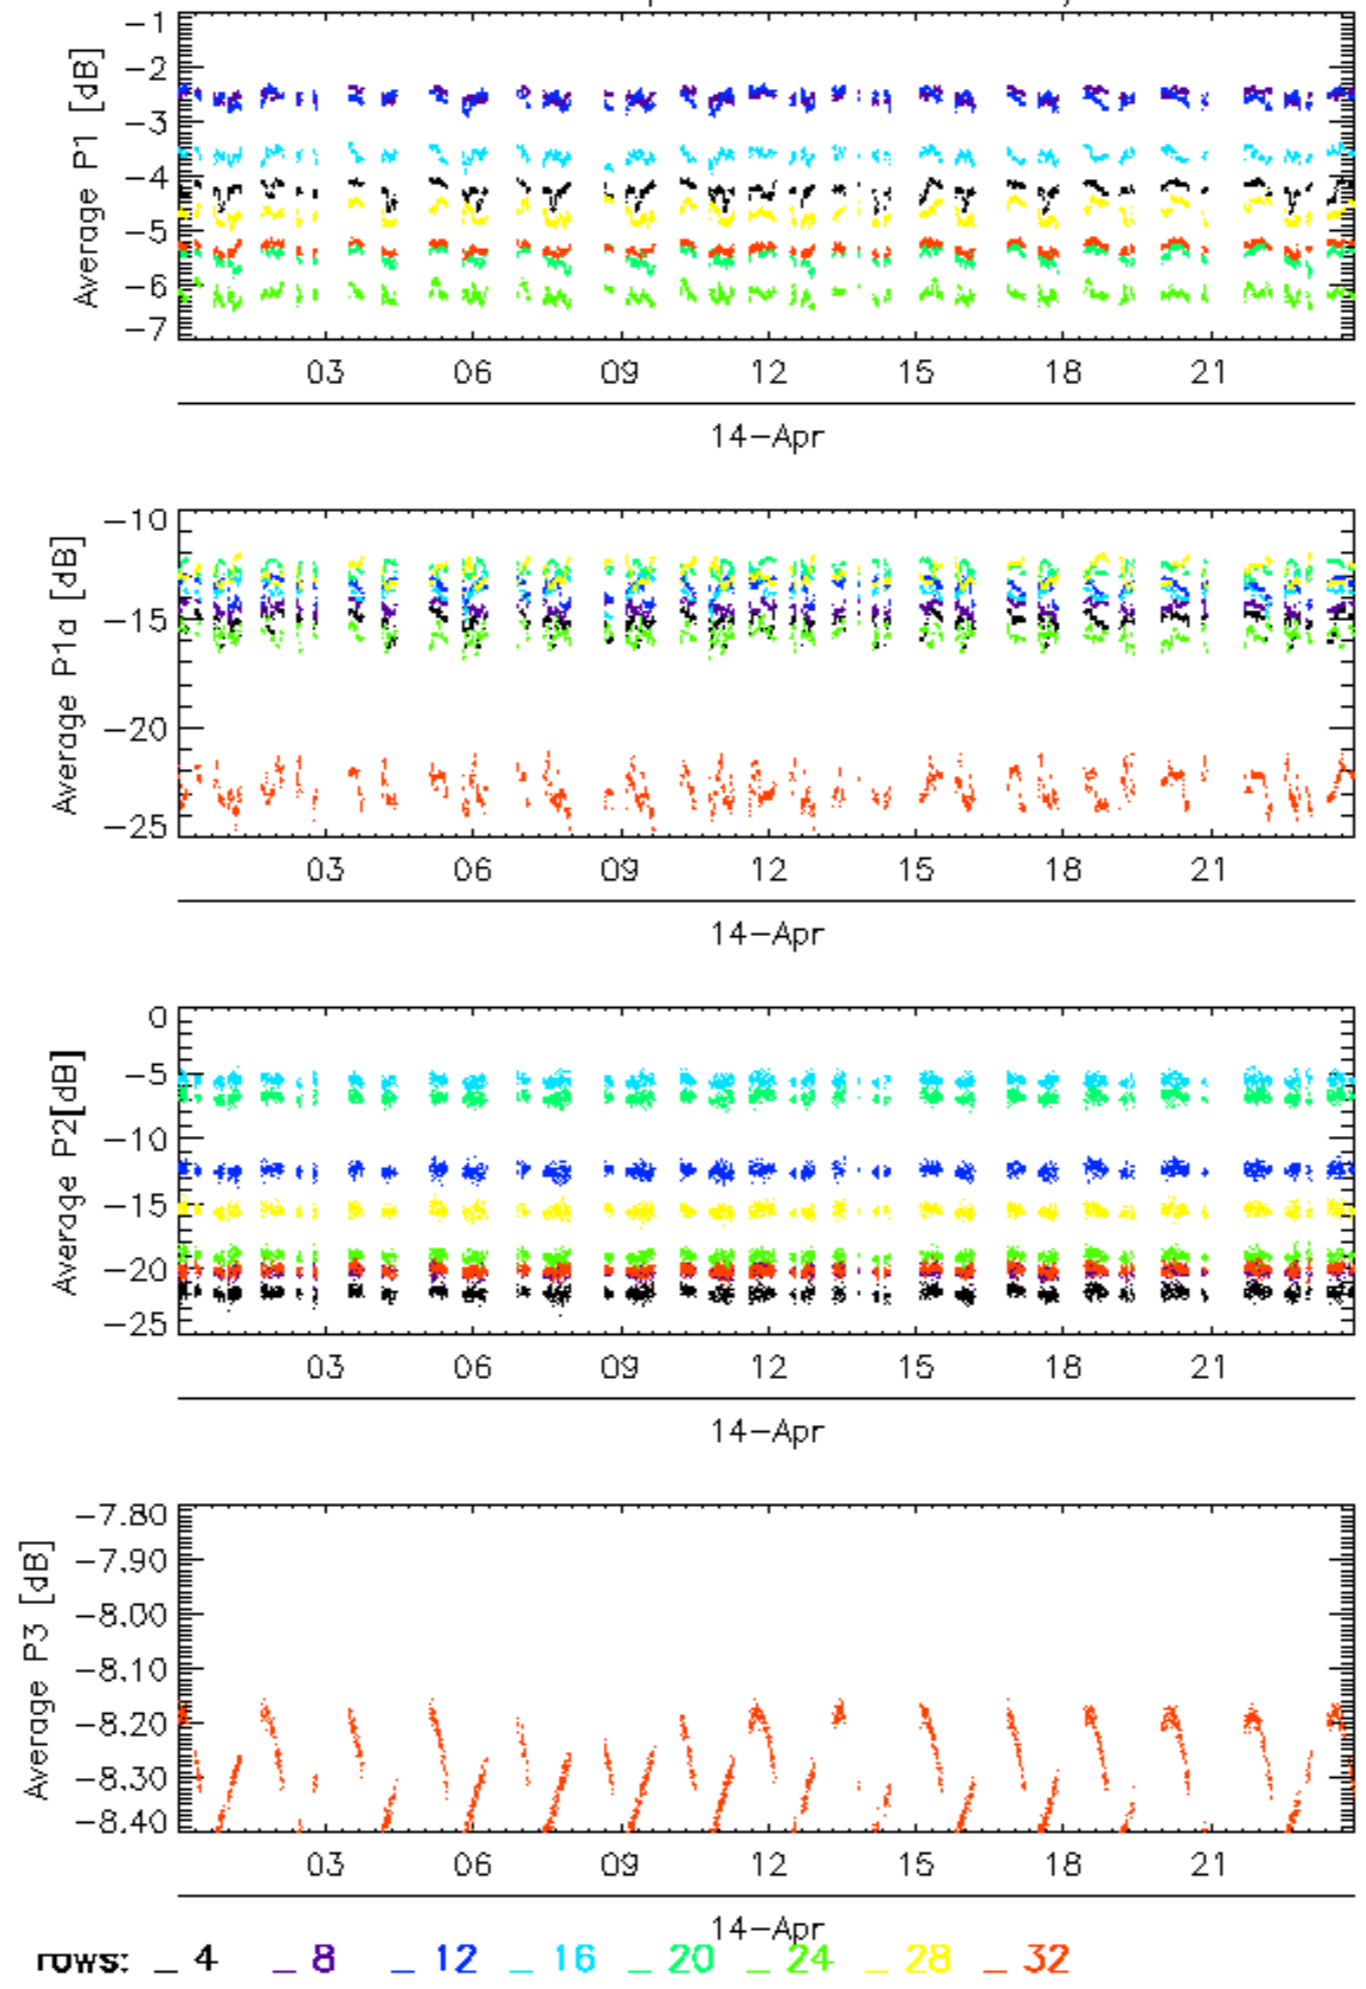 Average P1 [dB]
−1
−2
−3
−4
−5
−6
−7
03 06 09 12 15 18 21
14−Apr
Average P1a [dB]
−10
−15
−20
−25
03 06 09 12 15 18 21
14−Apr
Average P2[dB]
0
−5
−10
−15
−20
−25
03 06 09 12 15 18 21
14−Apr
Average P3 [dB]
−7.80
−7.90
−8.00
−8.10
−8.20
−8.30
−8.40
03 06 09 12 15 18 21
14−Apr
rows: _ 4 _ 8 _ 12 _ 16 _ 20 _ 24 _ 28 _ 32